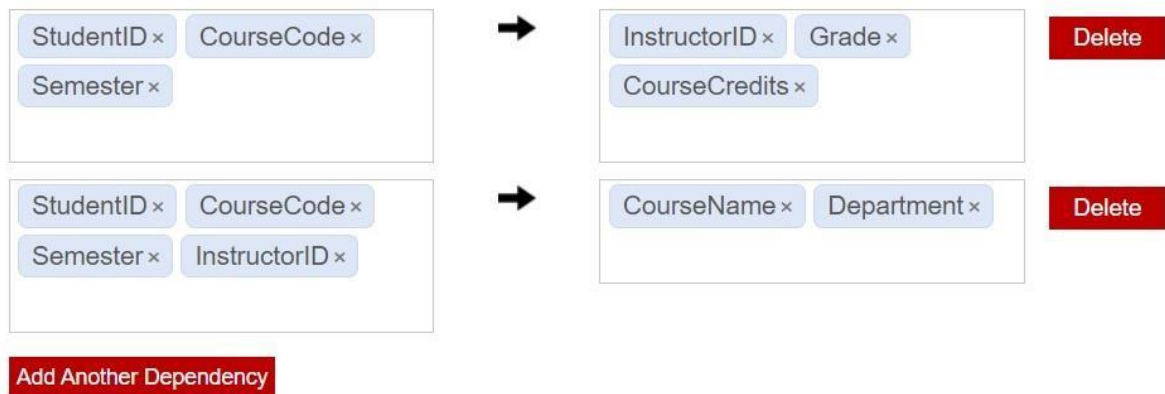 StudentID × CourseCode × InstructorID × Grade × Delete
Semester × CourseCredits ×
StudentID × CourseCode × CourseName × Department × Delete
Semester × InstructorID ×
Add Another Dependency